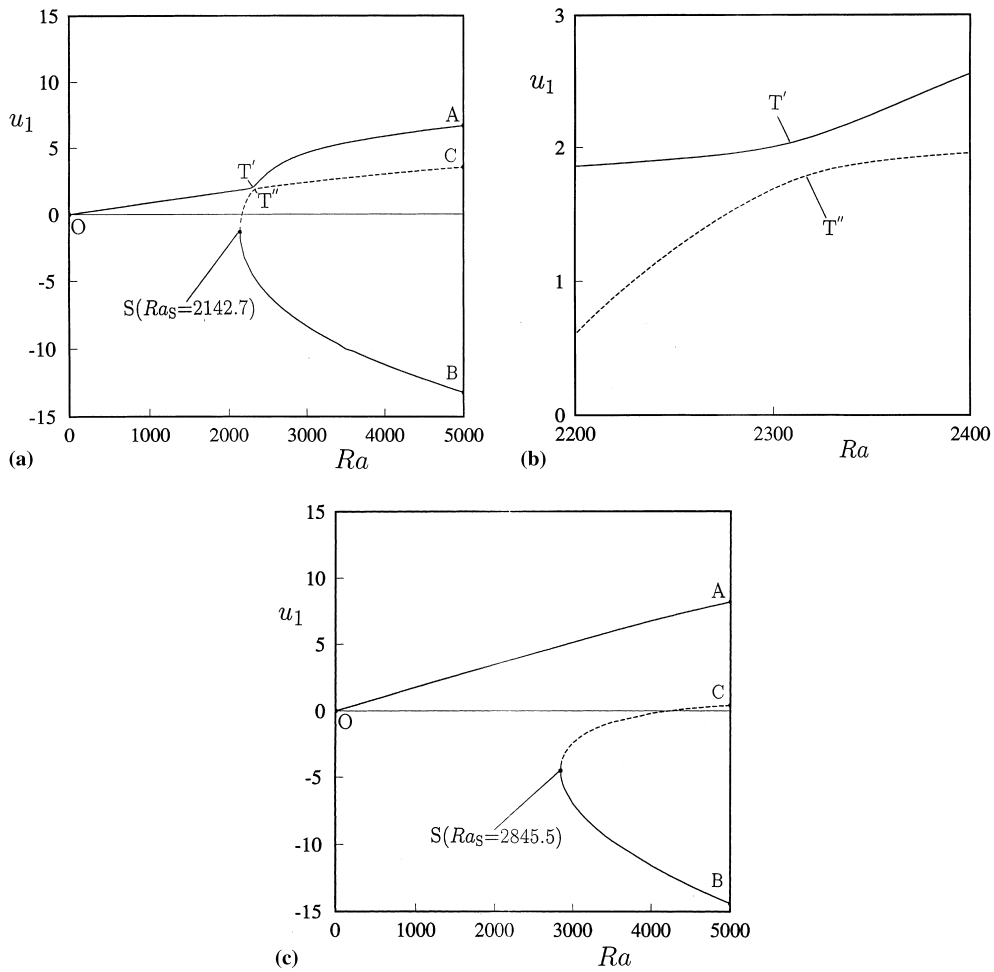 15
10
5
0
-5
-10
-15
u1
A
C
T′
T″
O
S(RaS=2142.7)
B
0 1000 2000 3000 4000 5000
(a)
Ra
3
2
1
0
u1
T′
T″
2200 2300 2400
(b)
Ra
15
10
5
0
-5
-10
-15
u1
A
C
O
S(RaS=2845.5)
B
0 1000 2000 3000 4000 5000
(c)
Ra